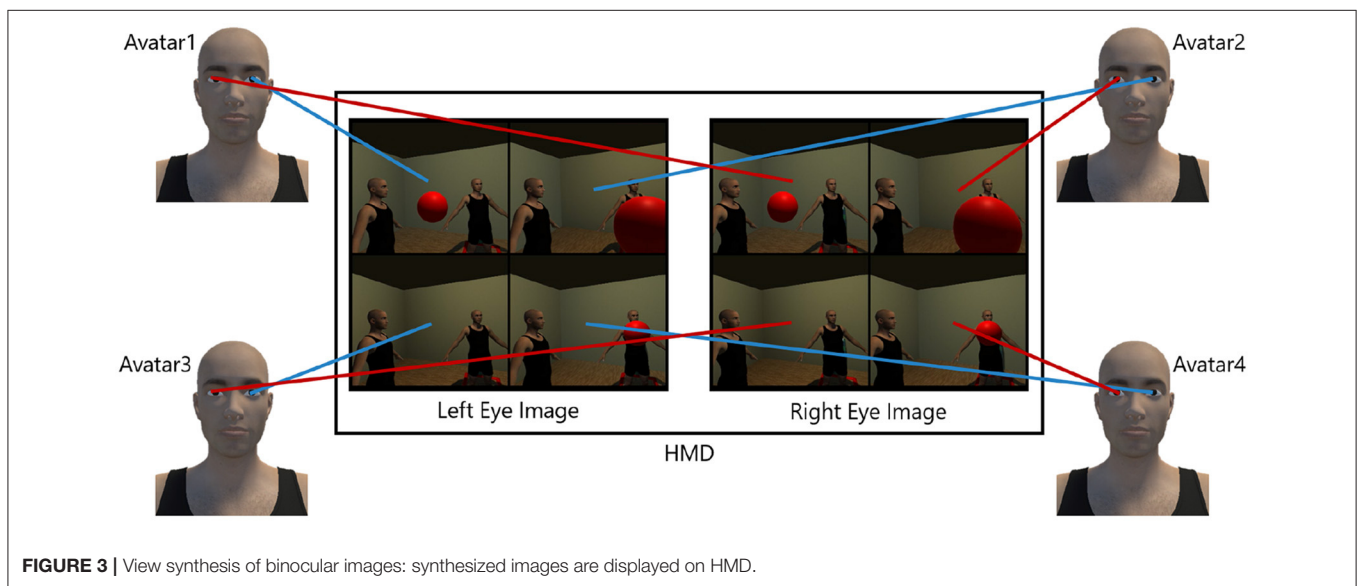 Avatar1
Avatar2
Avatar3
Avatar4
Left Eye Image
Right Eye Image
HMD
FIGURE 3 | View synthesis of binocular images: synthesized images are displayed on HMD.